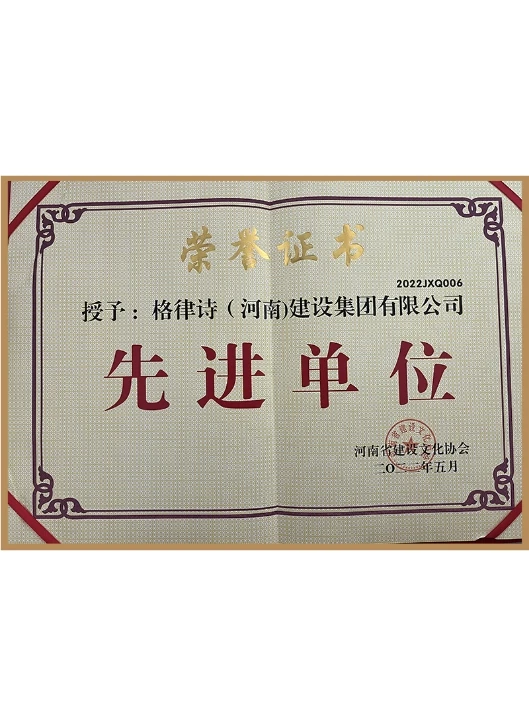 荣誉证书
2022JXQ006
授予：格律诗（河南)建设集团有限公司
先进单位
河南省建设文化协会
二〇二二年五月